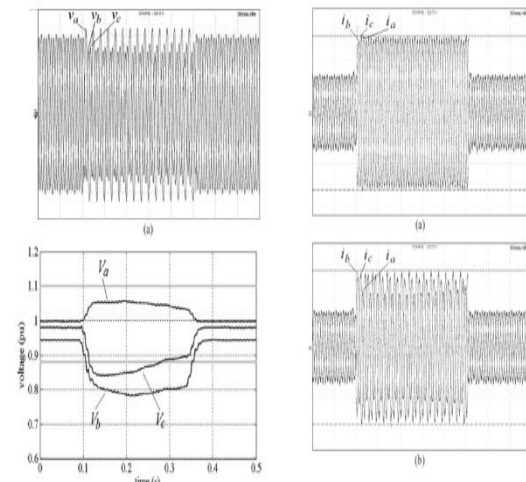 va vb vc
(a)
1.2
1.1
1
0.9
0.8
0.7
0.6
voltage (pu)
Va
Vb
Vc
0 0.1 0.2 0.3 0.4 0.5
time (s)
ib ic ia
(a)
ib ic ia
(b)